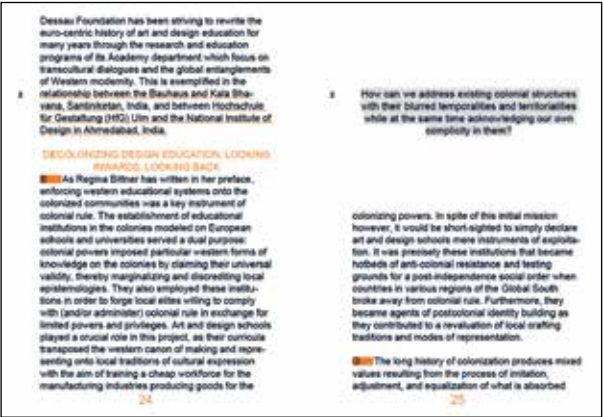 Dessau Foundation has been striving to rewrite the
euro-centric history of art and design education for
many years through the research and education
programs of its Academy department which focus on
transcultural dialogues and the global entanglements
of Western modernity. This is exemplified in the
relationship between the Bauhaus and Kala Bha-
vana, Santiniketan, India, and between Hochschule
für Gestaltung (HfG) Ulm and the National Institute of
Design in Ahmedabad, India.
DECOLONIZING DESIGN EDUCATION: LOOKING
INWARDS, LOOKING BACK
As Regina Bittner has written in her preface,
enforcing western educational systems onto the
colonized communities was a key instrument of
colonial rule. The establishment of educational
institutions in the colonies modeled on European
schools and universities served a dual purpose:
colonial powers imposed particular western forms of
knowledge on the colonies by claiming their universal
validity, thereby marginalizing and discrediting local
epistemologies. They also employed these institu-
tions in order to forge local elites willing to comply
with (and/or administer) colonial rule in exchange for
limited powers and privileges. Art and design schools
played a crucial role in this project, as their curricula
transposed the western canon of making and repre-
senting onto local traditions of cultural expression
with the aim of training a cheap workforce for the
manufacturing industries producing goods for the
24
How can we address existing colonial structures
with their blurred temporalities and territorialities
while at the same time acknowledging our own
complicity in them?
colonizing powers. In spite of this initial mission
however, it would be short-sighted to simply declare
art and design schools mere instruments of exploita-
tion. It was precisely these institutions that became
hotbeds of anti-colonial resistance and testing
grounds for a post-independence social order when
countries in various regions of the Global South
broke away from colonial rule. Furthermore, they
became agents of postcolonial identity building as
they contributed to a revaluation of local crafting
traditions and modes of representation.
The long history of colonization produces mixed
values resulting from the process of imitation,
adjustment, and equalization of what is absorbed
25